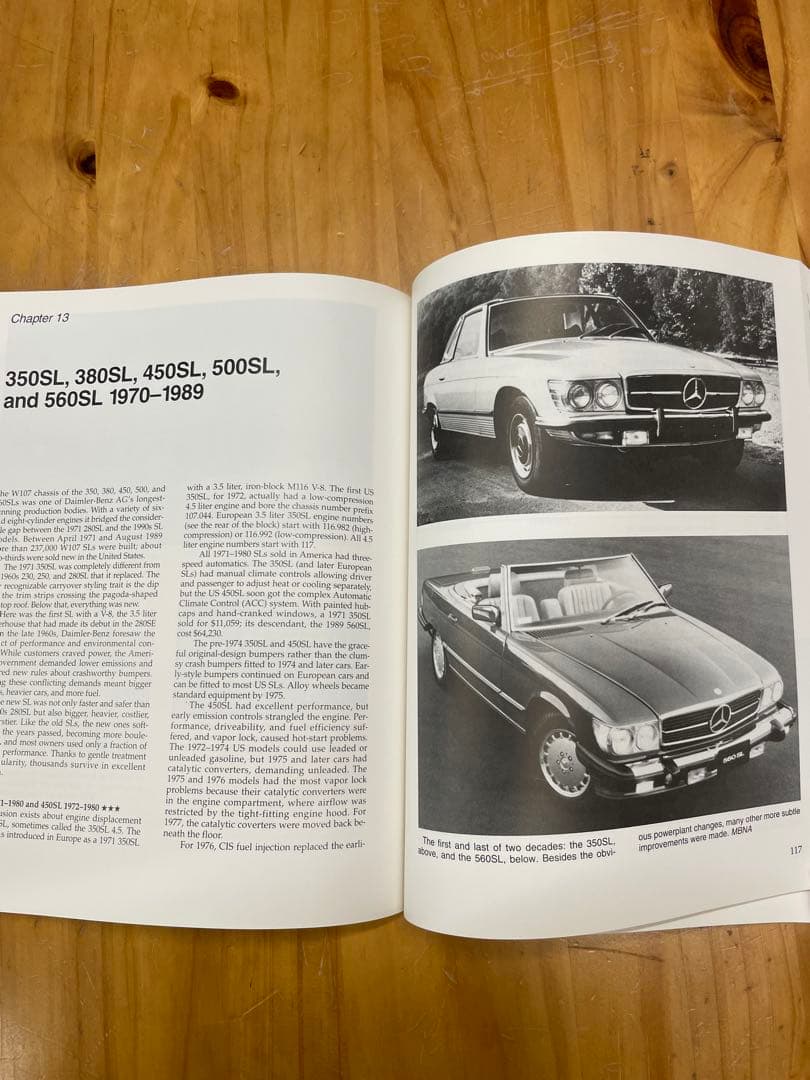 Chapter 13
350SL, 380SL, 450SL, 500SL,
and 560SL 1970–1989
he W107 chassis of the 350, 380, 450, 500, and
0SLs was one of Daimler-Benz AG's longest-
nning production bodies. With a variety of six-
d eight-cylinder engines it bridged the consider-
le gap between the 1971 280SL and the 1990s SL
dels. Between April 1971 and August 1989
re than 237,000 W107 SLs were built; about
-thirds were sold new in the United States.
The 1971 350SL was completely different from
1960s 230, 250, and 280SL that it replaced. The
recognizable carryover styling trait is the dip
the trim strips crossing the pagoda-shaped
top roof. Below that, everything was new.
Here was the first SL with a V-8, the 3.5 liter
erhouse that had made its debut in the 280SE
n the late 1960s, Daimler-Benz foresaw the
ct of performance and environmental con-
While customers craved power, the Ameri-
overnment demanded lower emissions and
red new rules about crashworthy bumpers.
g these conflicting demands meant bigger
s, heavier cars, and more fuel.
e new SL was not only faster and safer than
0s 280SL but also bigger, heavier, costlier,
stier. Like the old SLs, the new ones soft-
the years passed, becoming more boule-
, and most owners used only a fraction of
performance. Thanks to gentle treatment
ularity, thousands survive in excellent
.
1–1980 and 450SL 1972–1980 ★★★
usion exists about engine displacement
SL, sometimes called the 350SL 4.5. The
s introduced in Europe as a 1971 350SL
with a 3.5 liter, iron-block M116 V-8. The first US
350SL, for 1972, actually had a low-compression
4.5 liter engine and bore the chassis number prefix
107.044. European 3.5 liter 350SL engine numbers
(see the rear of the block) start with 116.982 (high-
compression) or 116.992 (low-compression). All 4.5
liter engine numbers start with 117.
All 1971–1980 SLs sold in America had three-
speed automatics. The 350SL (and later European
SLs) had manual climate controls allowing driver
and passenger to adjust heat or cooling separately,
but the US 450SL soon got the complex Automatic
Climate Control (ACC) system. With painted hub-
caps and hand-cranked windows, a 1971 350SL
sold for $11,059; its descendant, the 1989 560SL,
cost $64,230.
The pre-1974 350SL and 450SL have the grace-
ful original-design bumpers rather than the clum-
sy crash bumpers fitted to 1974 and later cars. Ear-
ly-style bumpers continued on European cars and
can be fitted to most US SLs. Alloy wheels became
standard equipment by 1975.
The 450SL had excellent performance, but
early emission controls strangled the engine. Per-
formance, driveability, and fuel efficiency suf-
fered, and vapor lock, caused hot-start problems.
The 1972–1974 US models could use leaded or
unleaded gasoline, but 1975 and later cars had
catalytic converters, demanding unleaded. The
1975 and 1976 models had the most vapor lock
problems because their catalytic converters were
in the engine compartment, where airflow was
restricted by the tight-fitting engine hood. For
1977, the catalytic coverters were moved back be-
neath the floor.
For 1976, CIS fuel injection replaced the earli-
560 SL
The first and last of two decades: the 350SL,
above, and the 560SL, below. Besides the obvi-
ous powerplant changes, many other more subtle
improvements were made. MBNA
117